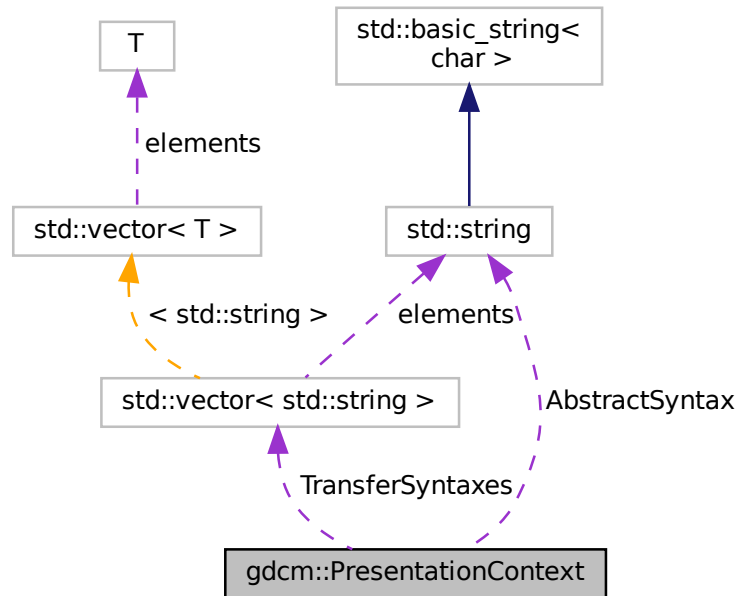 T
std::basic_string<
char >
elements
std::vector< T >
std::string
< std::string >
elements
std::vector< std::string >
AbstractSyntax
TransferSyntaxes
gdcm::PresentationContext